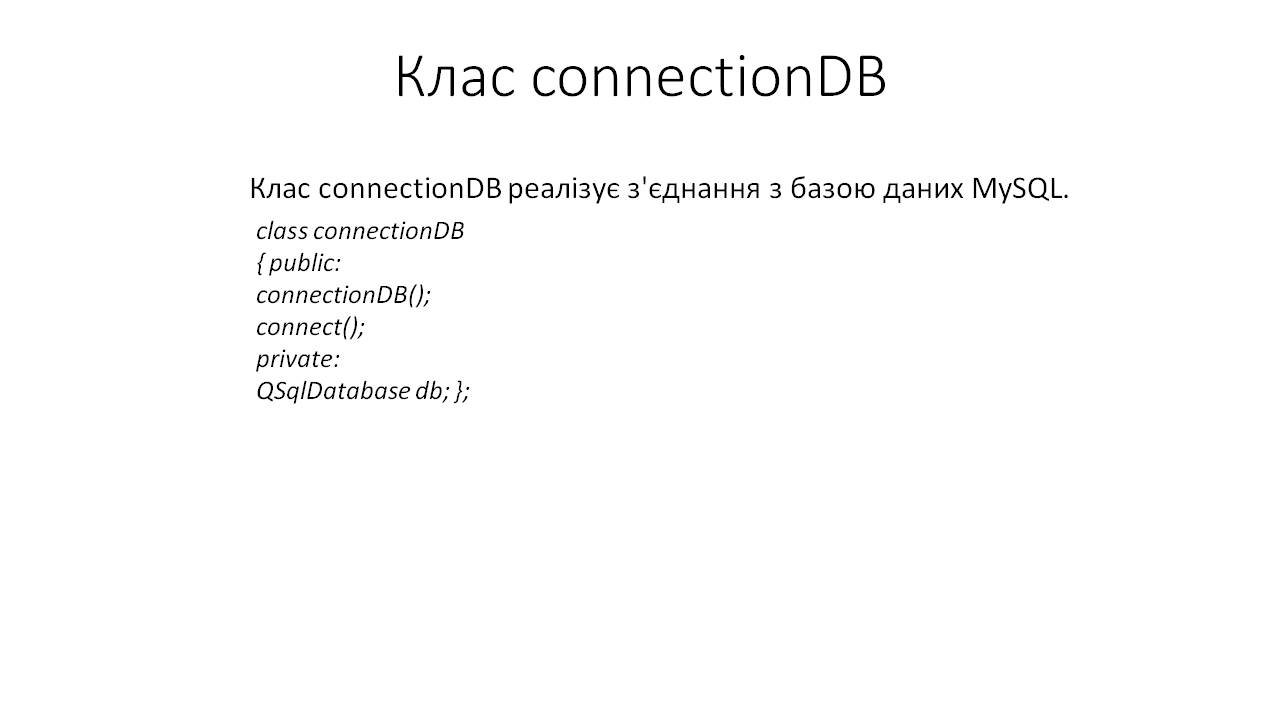 Клас connectionDB
Клас connectionDB реалізує з'єднання з базою даних MySQL.
class connectionDB
{ public:
connectionDB();
connect();
private:
QSqlDatabase db; };